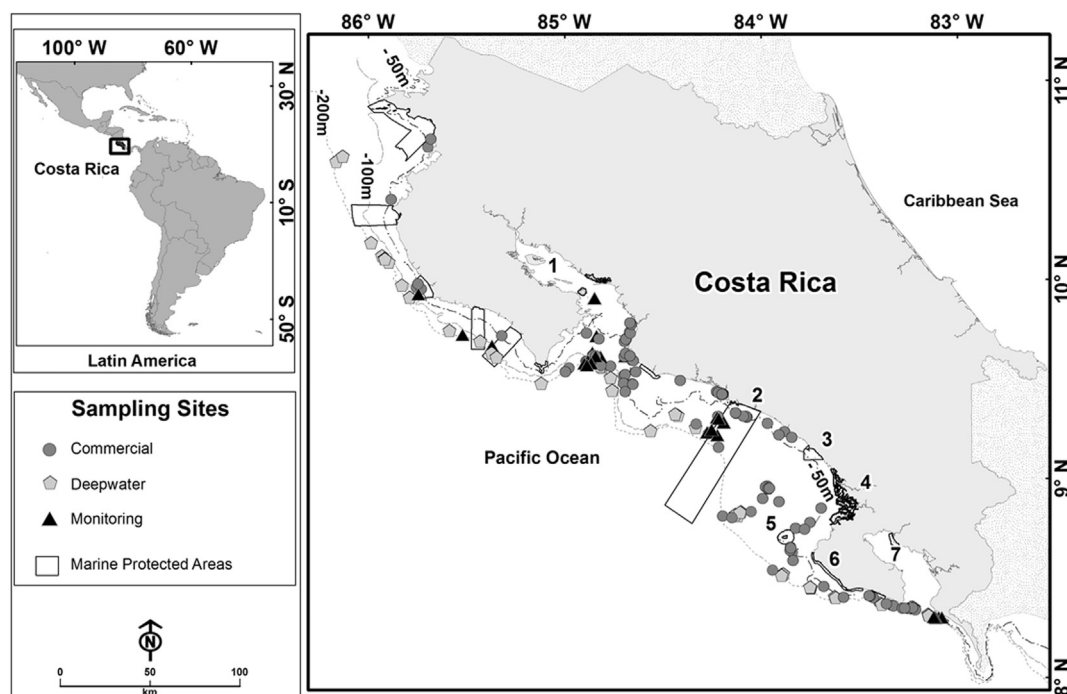 100° W 60° W
30° N
10° S
50° S
Costa Rica
Latin America
Sampling Sites
Commercial
Deepwater
Monitoring
Marine Protected Areas
N
0 50 100
km
86° W 85° W 84° W 83° W
11° N
10° N
9° N
8° N
- 50m
-200m
-100m
Caribbean Sea
Costa Rica
Pacific Ocean
- 50m
1
2
3
4
5
6
7